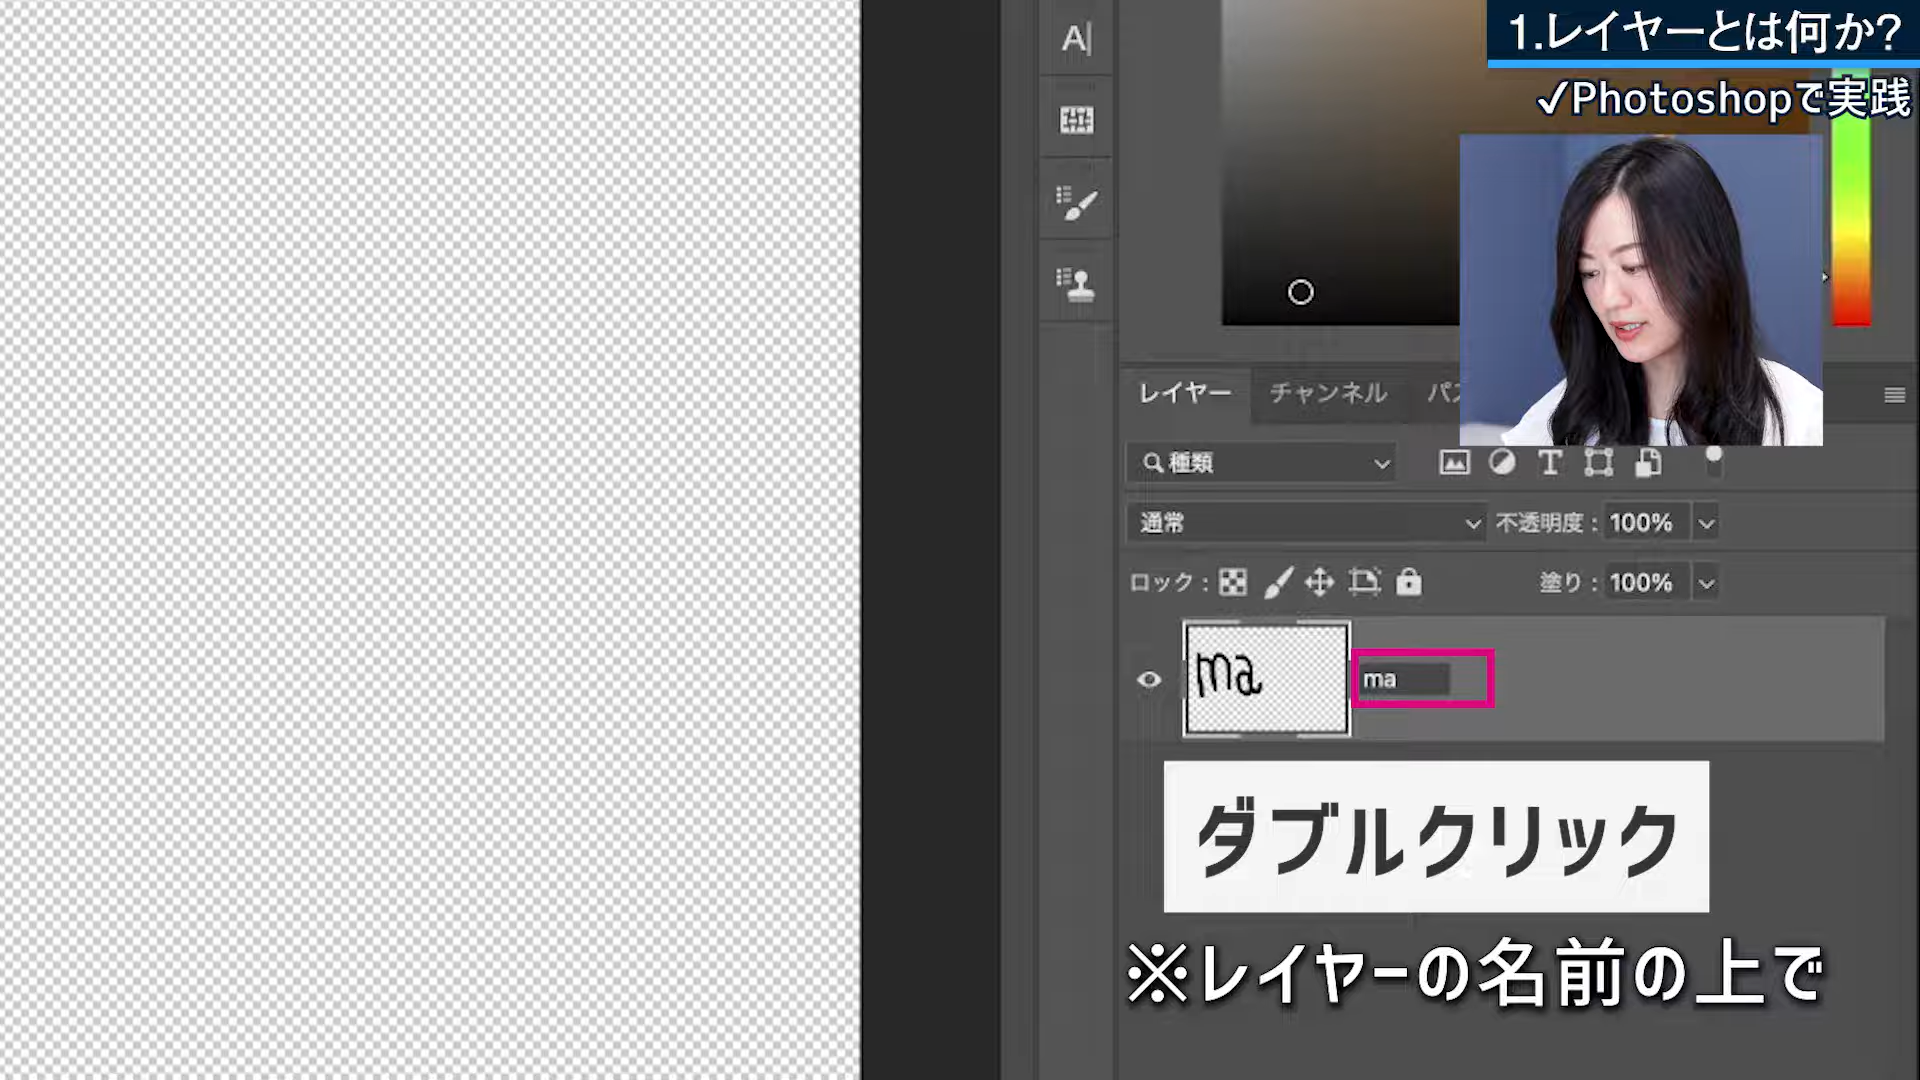 1.レイヤーとは何か?
✓Photoshopで実践
A
レイヤー チャンネル
種類 T
通常 不透明度: 100%
ロック: 塗り: 100%
ma ma
ダブルクリック
※レイヤーの名前の上で